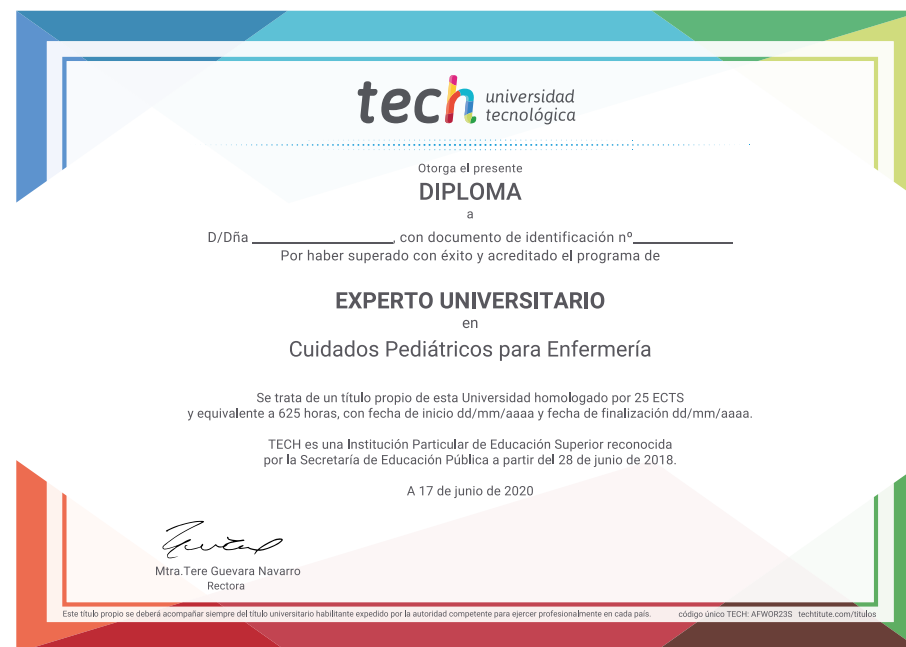 tech universidad
tecnológica
Otorga el presente
DIPLOMA
a
D/Dña ____________________, con documento de identificación nº______________
Por haber superado con éxito y acreditado el programa de
EXPERTO UNIVERSITARIO
en
Cuidados Pediátricos para Enfermería
Se trata de un título propio de esta Universidad homologado por 25 ECTS
y equivalente a 625 horas, con fecha de inicio dd/mm/aaaa y fecha de finalización dd/mm/aaaa.
TECH es una Institución Particular de Educación Superior reconocida
por la Secretaría de Educación Pública a partir del 28 de junio de 2018.
A 17 de junio de 2020
Mtra.Tere Guevara Navarro
Rectora
Este título propio se deberá acompañar siempre del título universitario habilitante expedido por la autoridad competente para ejercer profesionalmente en cada país. código único TECH: AFWOR23S techtitute.com/titulos